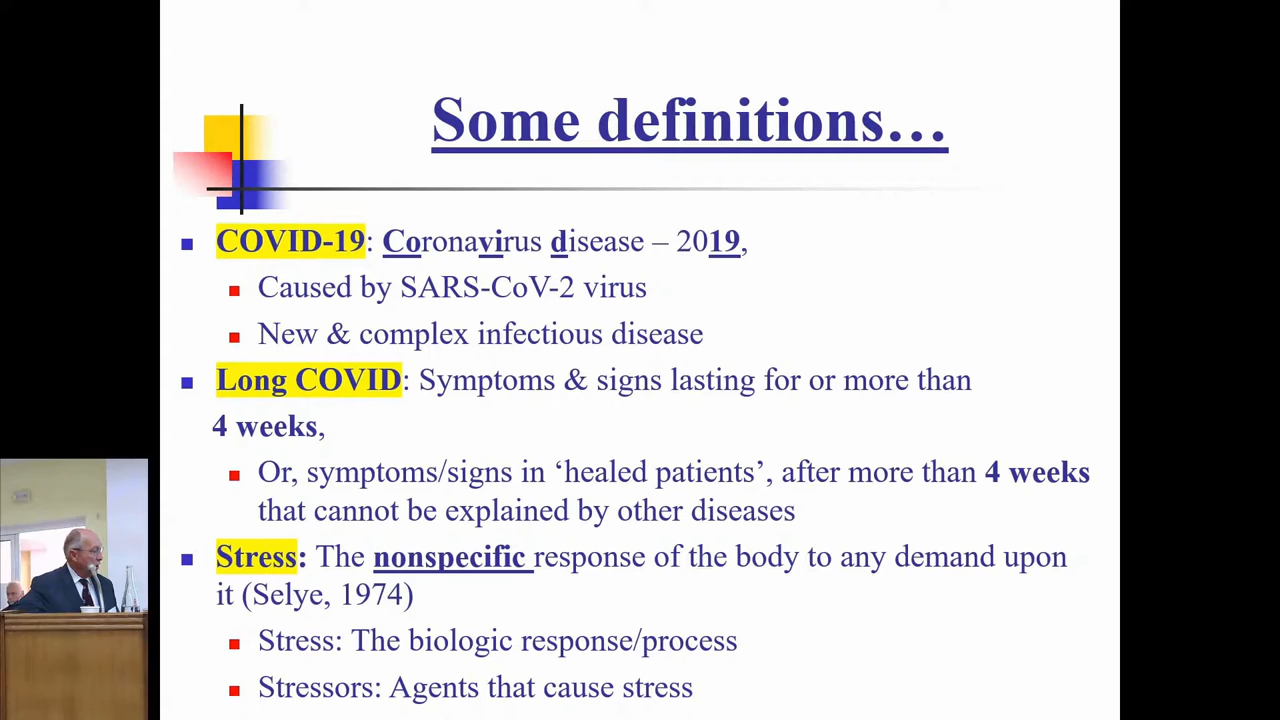 Some definitions…
COVID-19: Coronavirus disease – 2019,
Caused by SARS-CoV-2 virus
New & complex infectious disease
Long COVID: Symptoms & signs lasting for or more than
4 weeks,
Or, symptoms/signs in ‘healed patients’, after more than 4 weeks
that cannot be explained by other diseases
Stress: The nonspecific response of the body to any demand upon
it (Selye, 1974)
Stress: The biologic response/process
Stressors: Agents that cause stress